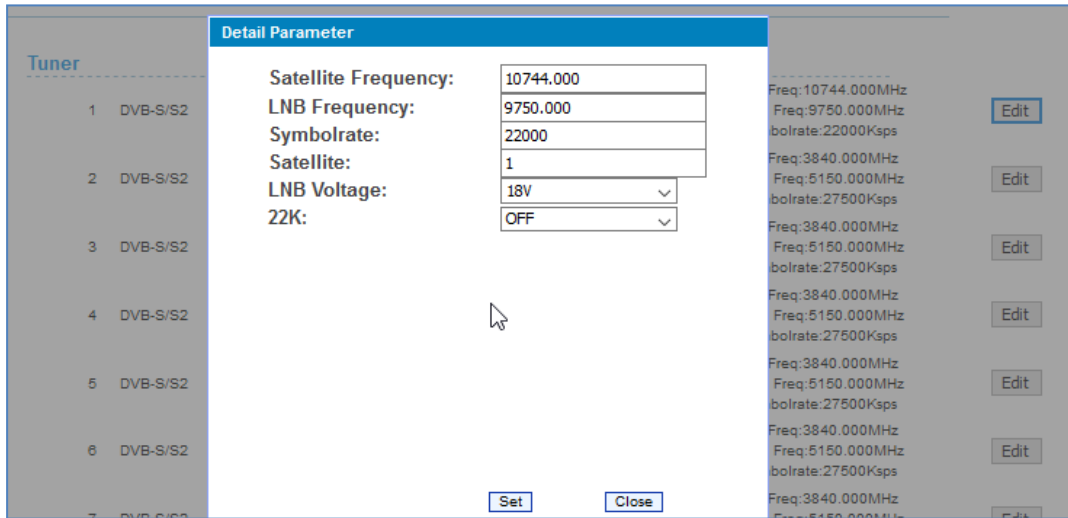 Detail Parameter
Tuner
Satellite Frequency: 10744.000
LNB Frequency: 9750.000
Symbolrate: 22000
Satellite: 1
LNB Voltage: 18V
22K: OFF
Freq:10744.000MHz
1 DVB-S/S2 Freq:9750.000MHz Edit
bolrate:22000Ksps
Freq:3840.000MHz
2 DVB-S/S2 Freq:5150.000MHz Edit
bolrate:27500Ksps
Freq:3840.000MHz
3 DVB-S/S2 Freq:5150.000MHz Edit
bolrate:27500Ksps
Freq:3840.000MHz
4 DVB-S/S2 Freq:5150.000MHz Edit
bolrate:27500Ksps
Freq:3840.000MHz
5 DVB-S/S2 Freq:5150.000MHz Edit
bolrate:27500Ksps
Freq:3840.000MHz
6 DVB-S/S2 Freq:5150.000MHz Edit
bolrate:27500Ksps
Set Close
Freq:3840.000MHz